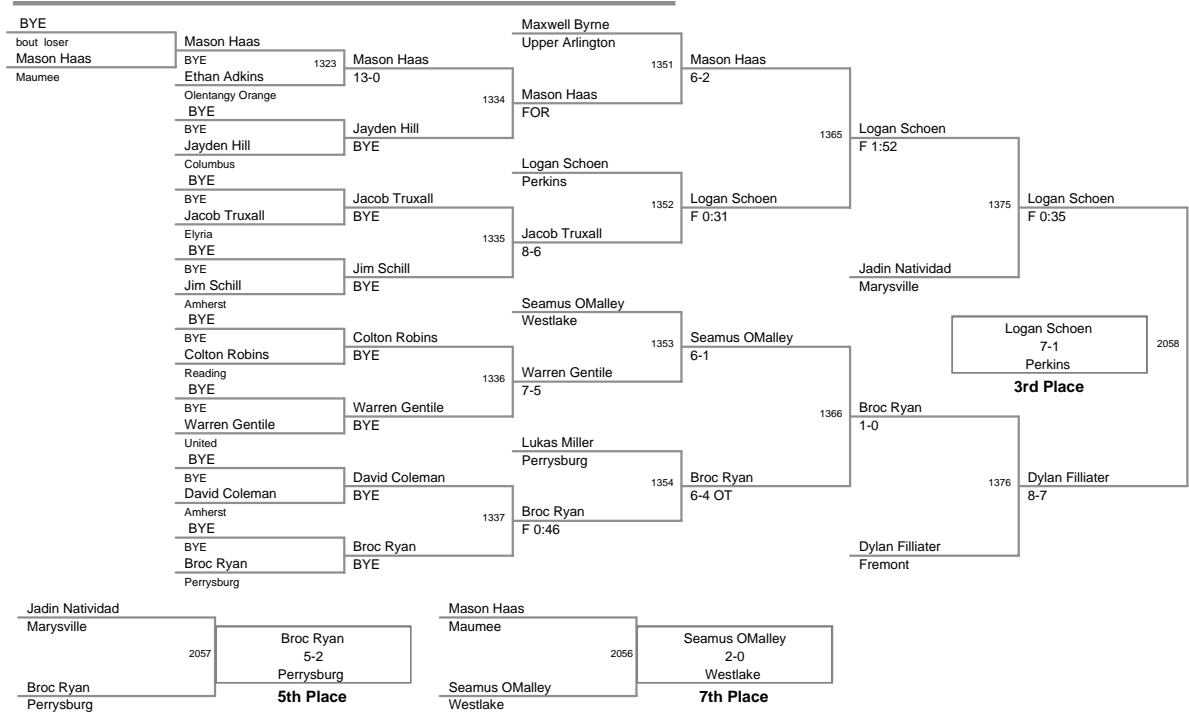 BYE
bout loser
Mason Haas
Maumee
Mason Haas
BYE
1323
Ethan Adkins
Olentangy Orange
BYE
BYE
Jayden Hill
Columbus
BYE
BYE
Jacob Truxall
Elyria
BYE
BYE
Jim Schill
Amherst
BYE
BYE
Colton Robins
Reading
BYE
BYE
Warren Gentile
United
BYE
BYE
David Coleman
Amherst
BYE
BYE
Broc Ryan
Perrysburg
Mason Haas
13-0
1334
Jayden Hill
BYE
Jacob Truxall
BYE
1335
Jim Schill
BYE
Colton Robins
BYE
1336
Warren Gentile
BYE
David Coleman
BYE
1337
Broc Ryan
BYE
Maxwell Byrne
Upper Arlington
1351
Mason Haas
FOR
Logan Schoen
Perkins
1352
Jacob Truxall
8-6
Seamus OMalley
Westlake
1353
Warren Gentile
7-5
Lukas Miller
Perrysburg
1354
Broc Ryan
F 0:46
Mason Haas
6-2
1365
Logan Schoen
F 0:31
Seamus OMalley
6-1
1366
Broc Ryan
6-4 OT
Logan Schoen
F 1:52
1375
Jadin Natividad
Marysville
Broc Ryan
1-0
1376
Dylan Filliater
Fremont
Logan Schoen
F 0:35
2058
Dylan Filliater
8-7
Logan Schoen
7-1
Perkins
3rd Place
Jadin Natividad
Marysville
2057
Broc Ryan
Perrysburg
Broc Ryan
5-2
Perrysburg
5th Place
Mason Haas
Maumee
2056
Seamus OMalley
Westlake
Seamus OMalley
2-0
Westlake
7th Place